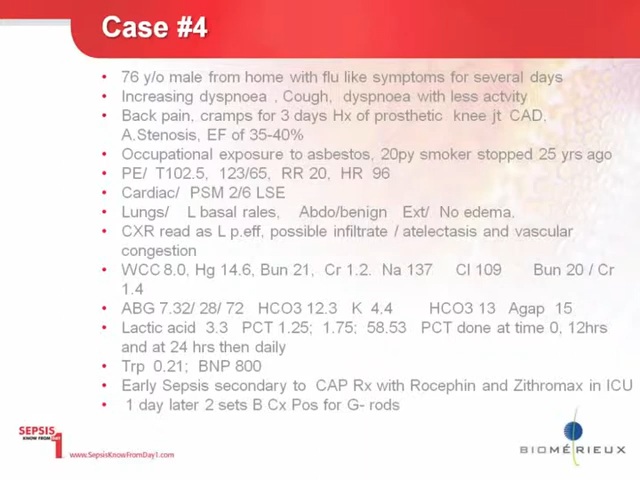 Case #4
• 76 y/o male from home with flu like symptoms for several days
• Increasing dyspnoea , Cough, dyspnoea with less actvity
• Back pain, cramps for 3 days Hx of prosthetic knee jt CAD,
A.Stenosis, EF of 35-40%
• Occupational exposure to asbestos, 20py smoker stopped 25 yrs ago
• PE/ T102.5, 123/65, RR 20, HR 96
• Cardiac/ PSM 2/6 LSE
• Lungs/ L basal rales, Abdo/benign Ext/ No edema.
• CXR read as L p.eff, possible infiltrate / atelectasis and vascular
congestion
• WCC 8.0, Hg 14.6, Bun 21, Cr 1.2. Na 137 Cl 109 Bun 20 / Cr
1.4
• ABG 7.32/ 28/ 72 HCO3 12.3 K 4.4 HCO3 13 Agap 15
• Lactic acid 3.3 PCT 1.25; 1.75; 58.53 PCT done at time 0, 12hrs
and at 24 hrs then daily
• Trp 0.21; BNP 800
• Early Sepsis secondary to CAP Rx with Rocephin and Zithromax in ICU
• 1 day later 2 sets B Cx Pos for G- rods
SEPSIS
KNOW FROM DAY 1
www.SepsisKnowFromDay1.com
BIOMÉRIEUX